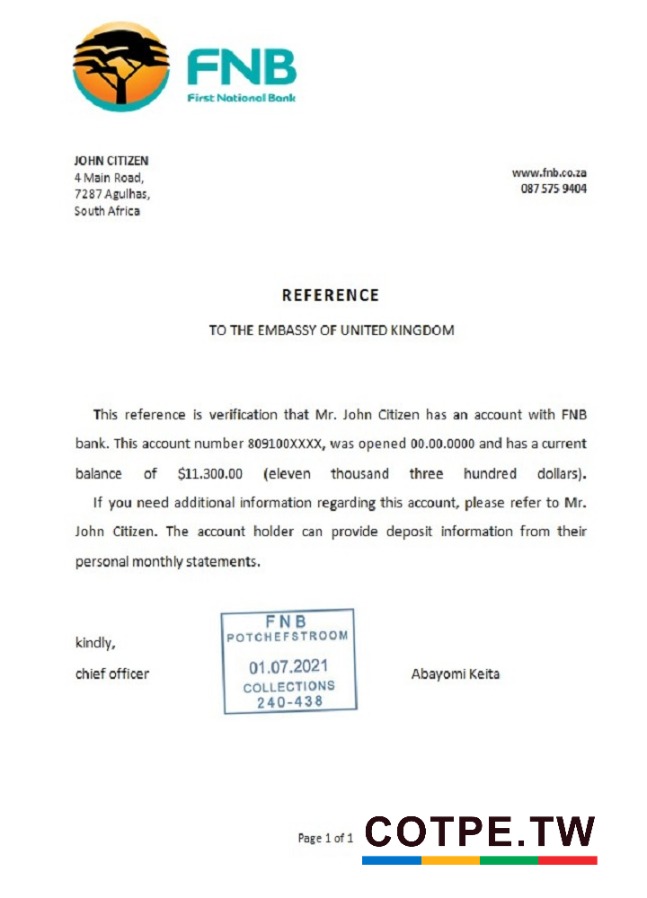 FNB
First National Bank
JOHN CITIZEN
4 Main Road,
7287 Agulhas,
South Africa
www.fnb.co.za
087 575 9404
REFERENCE
TO THE EMBASSY OF UNITED KINGDOM
This reference is verification that Mr. John Citizen has an account with FNB
bank. This account number 809100XXXX, was opened 00.00.0000 and has a current
balance of $11.300.00 (eleven thousand three hundred dollars).
If you need additional information regarding this account, please refer to Mr.
John Citizen. The account holder can provide deposit information from their
personal monthly statements.
kindly,
chief officer
FNB
POTCHEFSTROOM
01.07.2021
COLLECTIONS
240-438
Abayomi Keita
Page 1 of 1
COTPE.TW